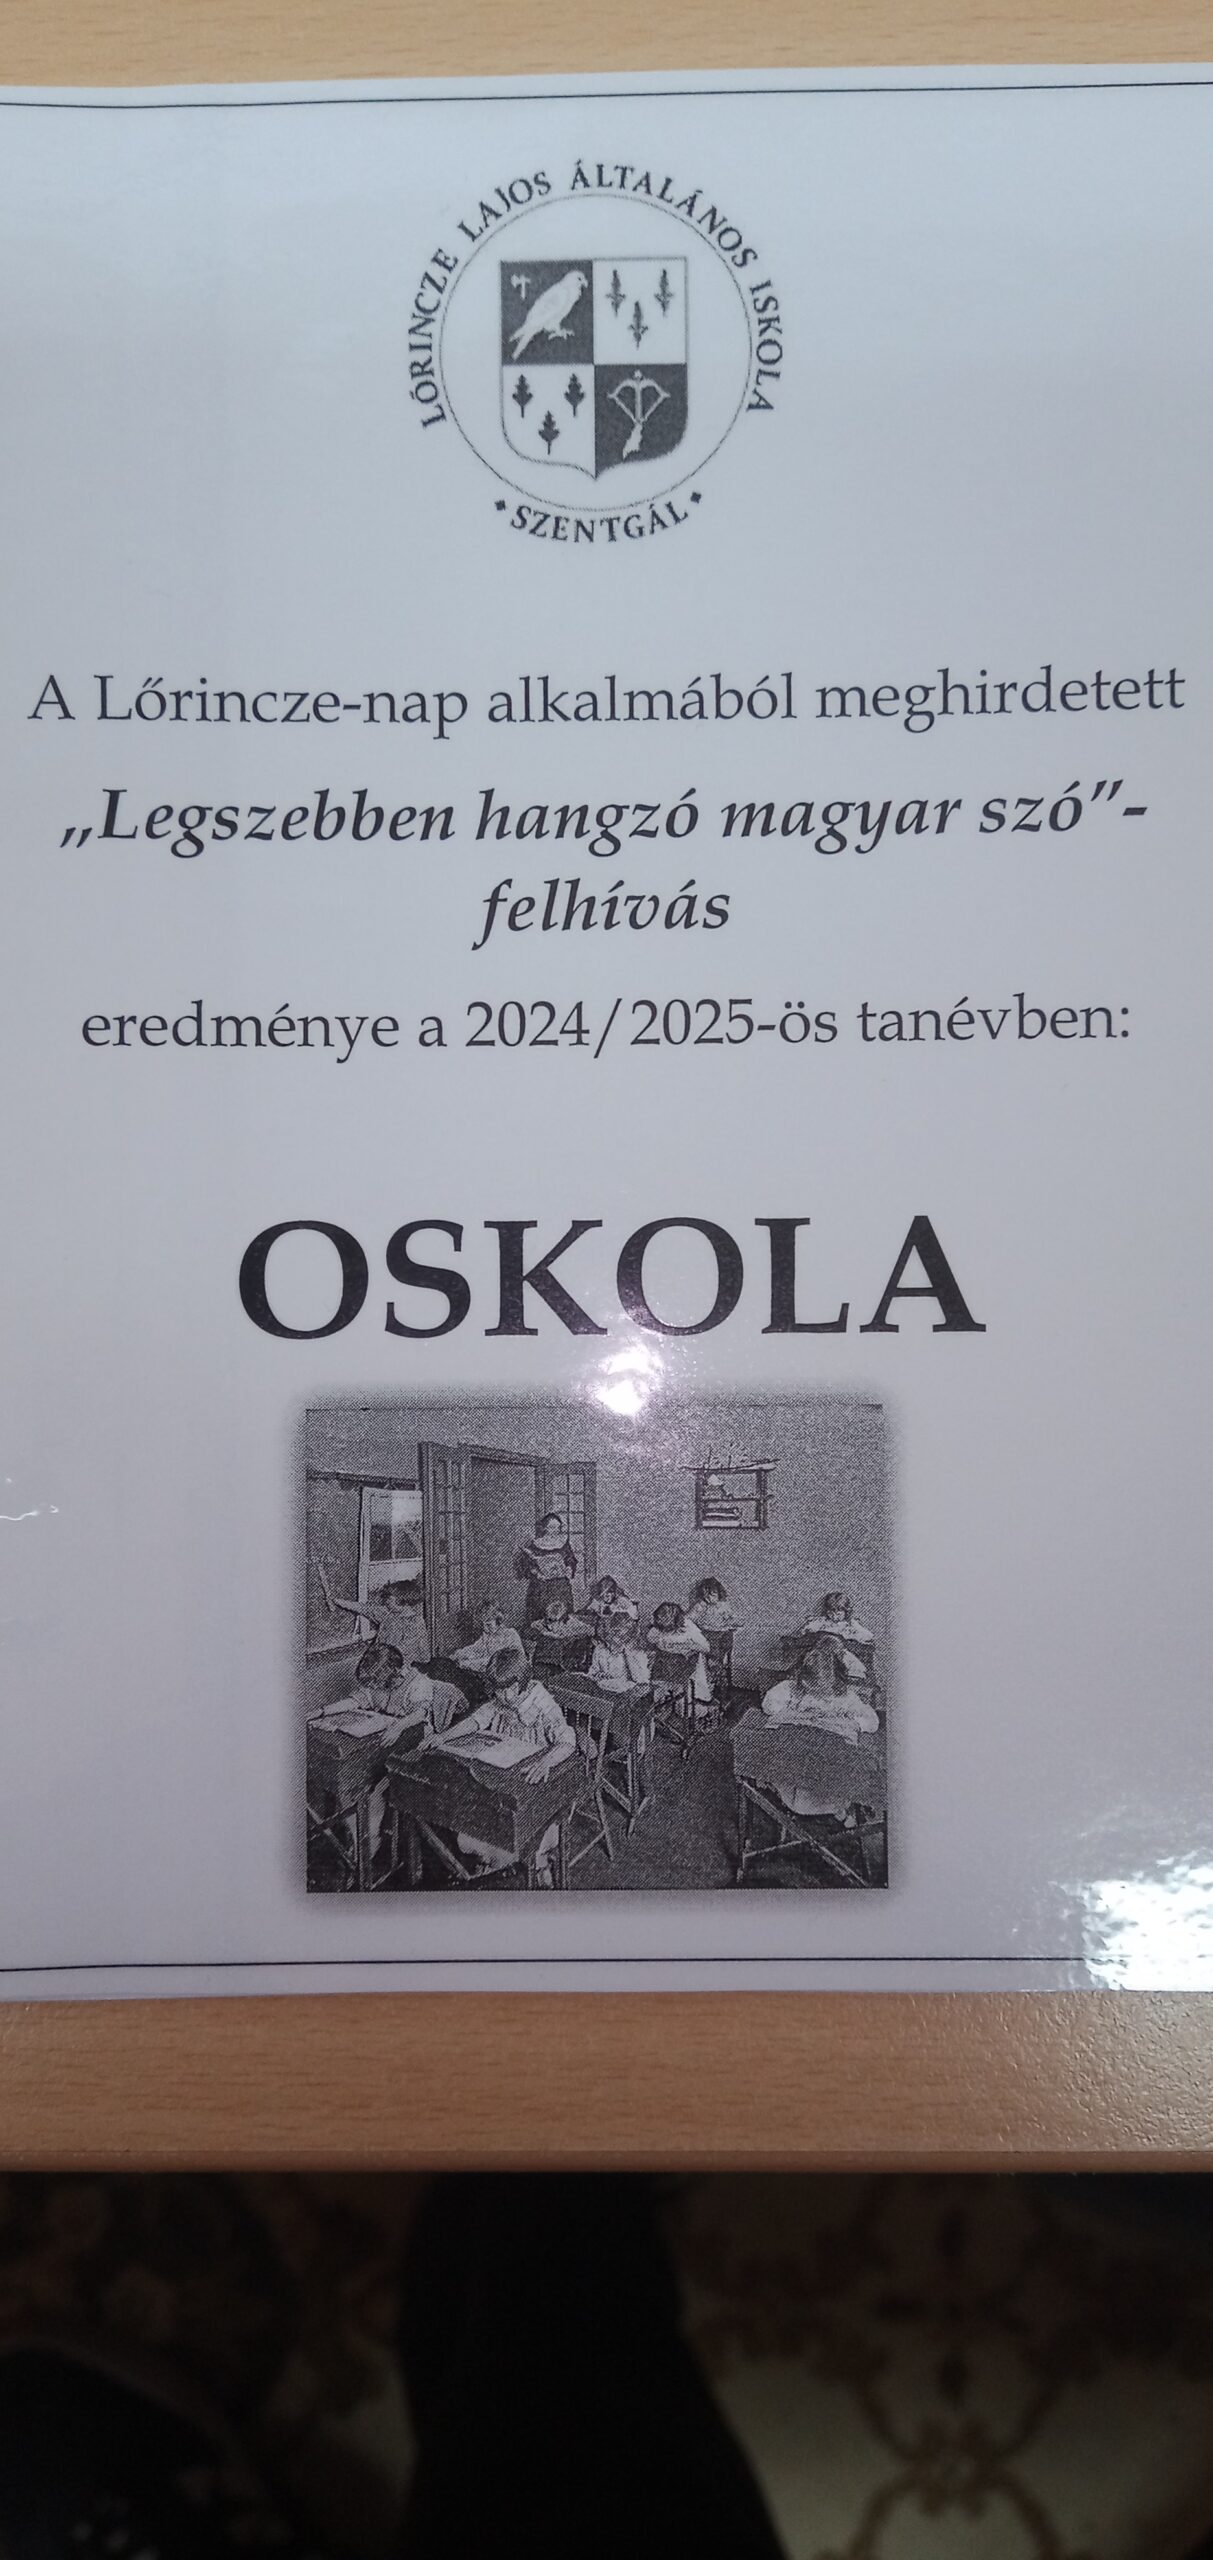 LŐRINCZE LAJOS ÁLTALÁNOS ISKOLA
• SZENTGÁL •
A Lőrincze-nap alkalmából meghirdetett
„Legszebben hangzó magyar szó”-
felhívás
eredménye a 2024/2025-ös tanévben:
OSKOLA